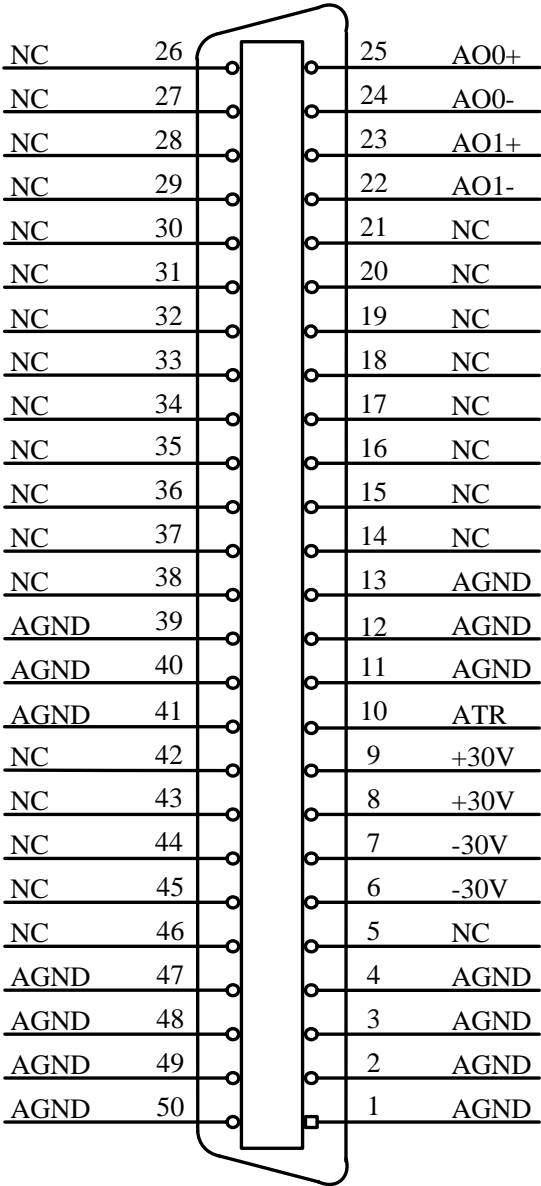 NC 26 25 AO0+
NC 27 24 AO0-
NC 28 23 AO1+
NC 29 22 AO1-
NC 30 21 NC
NC 31 20 NC
NC 32 19 NC
NC 33 18 NC
NC 34 17 NC
NC 35 16 NC
NC 36 15 NC
NC 37 14 NC
NC 38 13 AGND
AGND 39 12 AGND
AGND 40 11 AGND
AGND 41 10 ATR
NC 42 9 +30V
NC 43 8 +30V
NC 44 7 -30V
NC 45 6 -30V
NC 46 5 NC
AGND 47 4 AGND
AGND 48 3 AGND
AGND 49 2 AGND
AGND 50 1 AGND